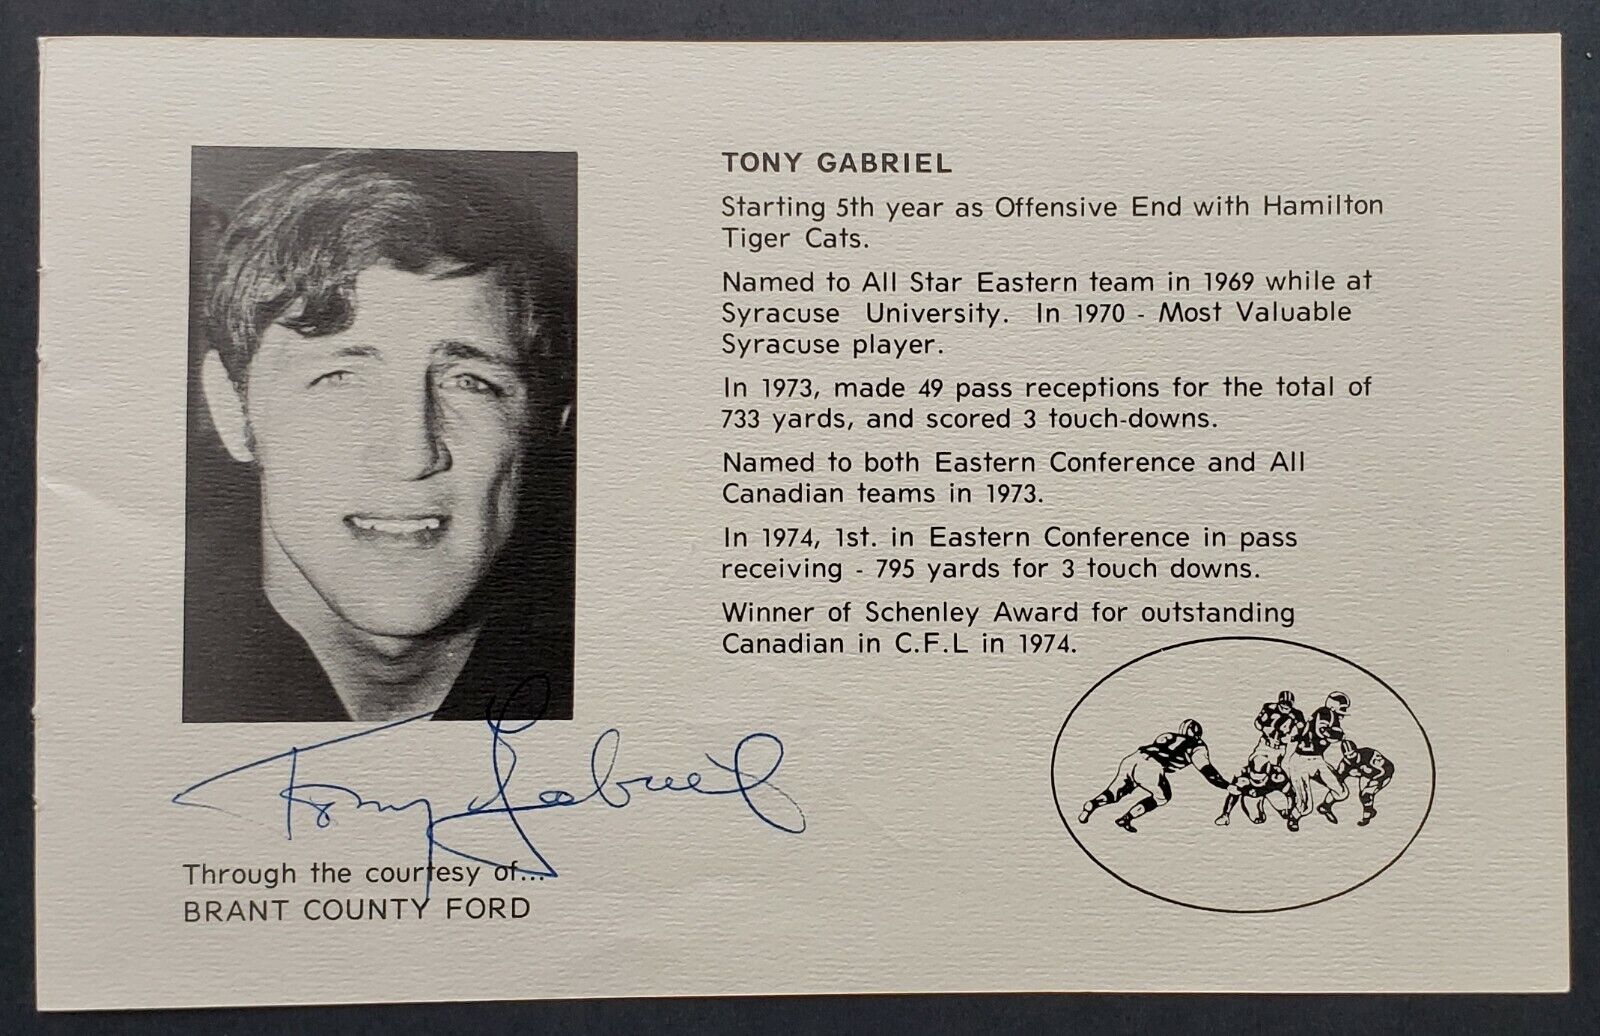 TONY GABRIEL
Starting 5th year as Offensive End with Hamilton
Tiger Cats.
Named to All Star Eastern team in 1969 while at
Syracuse University. In 1970 - Most Valuable
Syracuse player.
In 1973, made 49 pass receptions for the total of
733 yards, and scored 3 touch-downs.
Named to both Eastern Conference and All
Canadian teams in 1973.
In 1974, 1st. in Eastern Conference in pass
receiving - 795 yards for 3 touch downs.
Winner of Schenley Award for outstanding
Canadian in C.F.L in 1974.
Tony Gabriel
Through the courtesy of...
BRANT COUNTY FORD